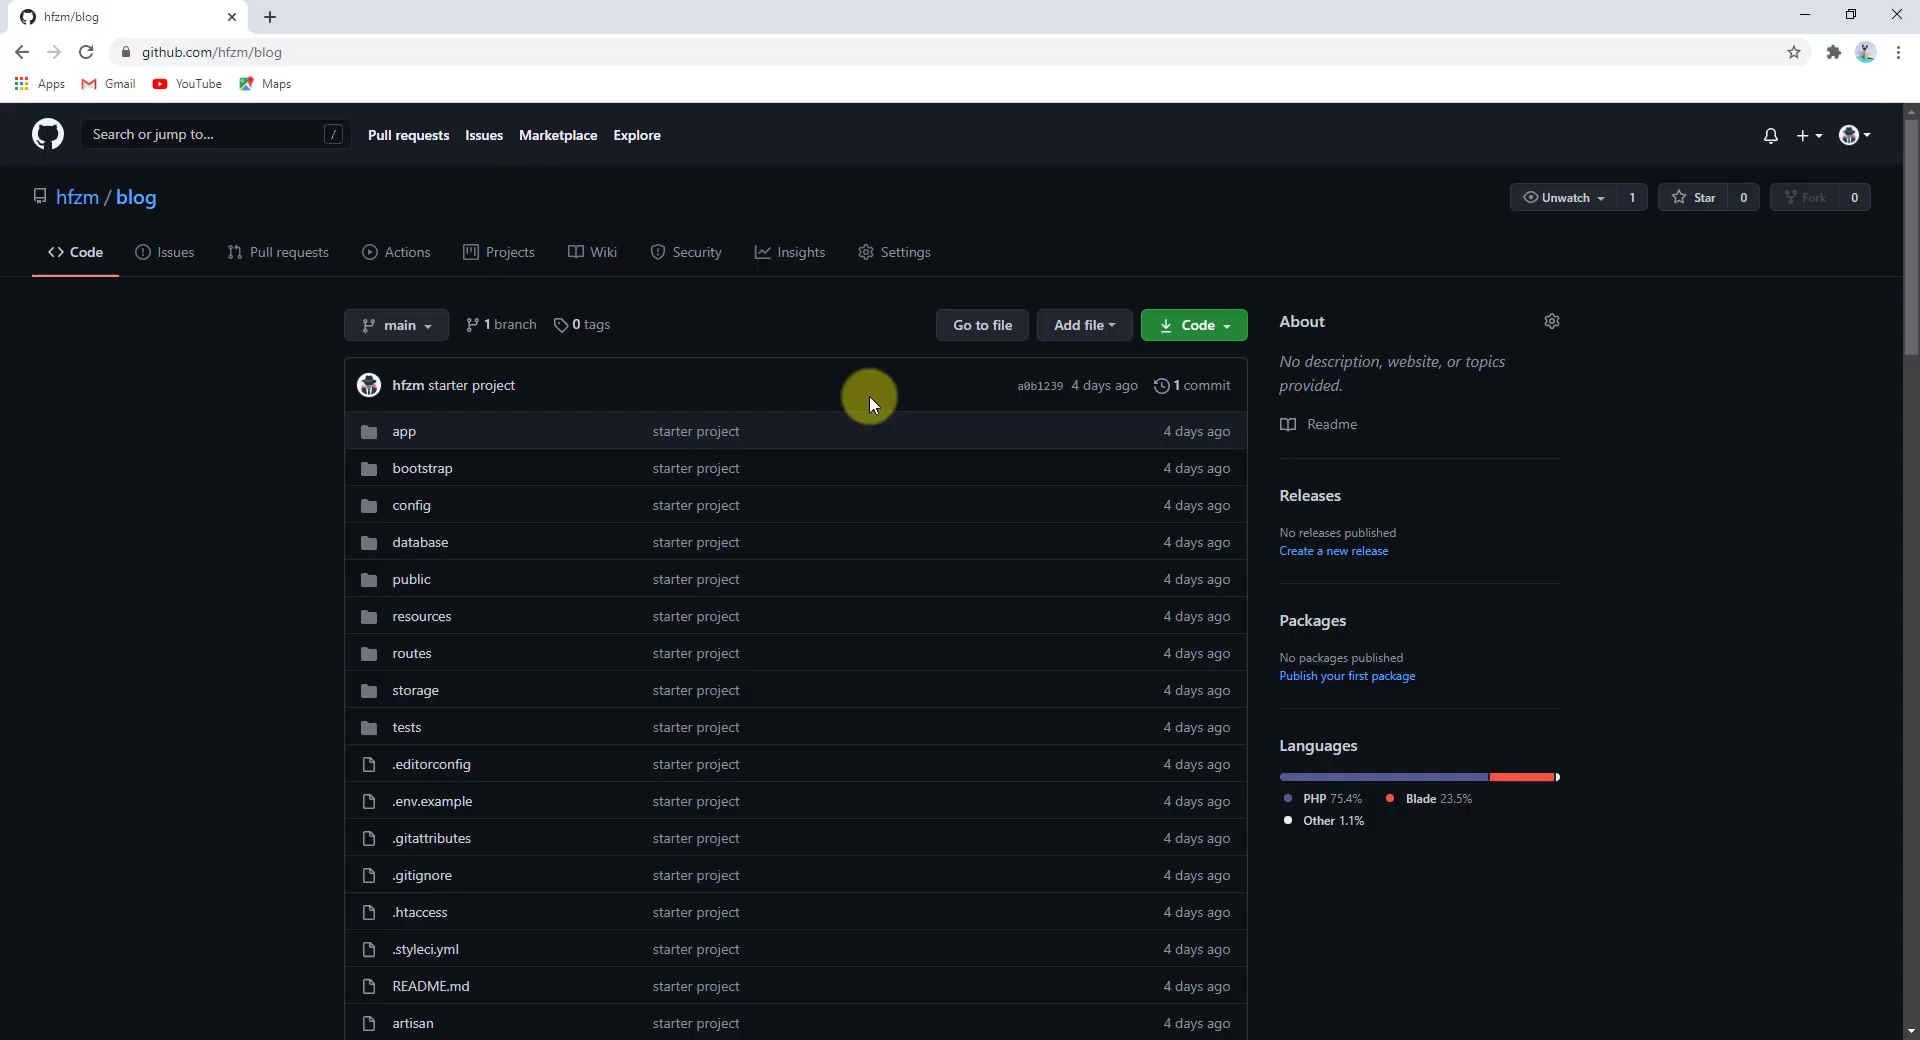 hfzm/blog
github.com/hfzm/blog
Apps Gmail YouTube Maps
Search or jump to... / Pull requests Issues Marketplace Explore
hfzm / blog Unwatch 1 Star 0 Fork 0
Code Issues Pull requests Actions Projects Wiki Security Insights Settings
main 1 branch 0 tags Go to file Add file Code
hfzm starter project a0b1239 4 days ago 1 commit
app starter project 4 days ago
bootstrap starter project 4 days ago
config starter project 4 days ago
database starter project 4 days ago
public starter project 4 days ago
resources starter project 4 days ago
routes starter project 4 days ago
storage starter project 4 days ago
tests starter project 4 days ago
.editorconfig starter project 4 days ago
.env.example starter project 4 days ago
.gitattributes starter project 4 days ago
.gitignore starter project 4 days ago
.htaccess starter project 4 days ago
.styleci.yml starter project 4 days ago
README.md starter project 4 days ago
artisan starter project 4 days ago
About
No description, website, or topics
provided.
Readme
Releases
No releases published
Create a new release
Packages
No packages published
Publish your first package
Languages
PHP 75.4% Blade 23.5%
Other 1.1%